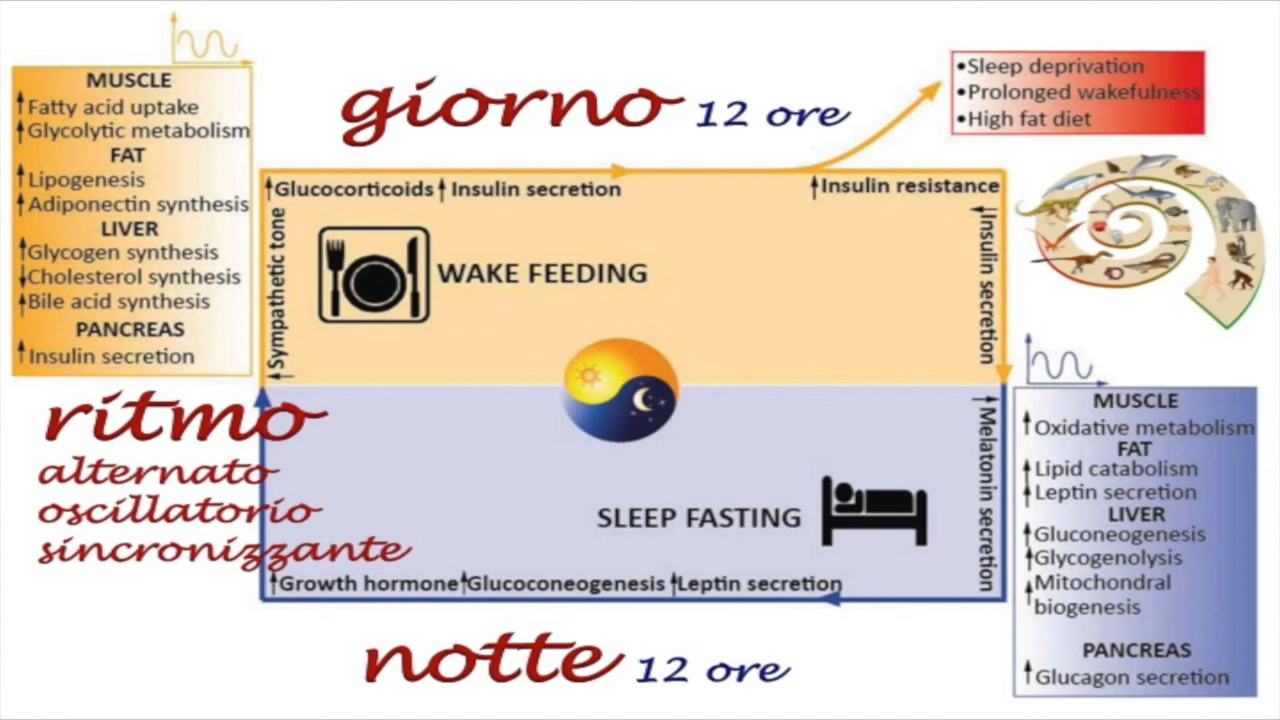 giorno 12 ore
MUSCLE
↑Fatty acid uptake
↑Glycolytic metabolism
FAT
↑Lipogenesis
↑Adiponectin synthesis
LIVER
↑Glycogen synthesis
↓Cholesterol synthesis
↑Bile acid synthesis
PANCREAS
↑Insulin secretion
•Sleep deprivation
•Prolonged wakefulness
•High fat diet
↑Glucocorticoids ↑Insulin secretion
↑Insulin resistance
↑Sympathetic tone
WAKE FEEDING
↓Insulin secretion
ritmo
alternato
oscillatorio
sincronizzante
↑Melatonin secretion
SLEEP FASTING
↑Growth hormone ↑Glucoconeogenesis ↑Leptin secretion
MUSCLE
↑Oxidative metabolism
FAT
↑Lipid catabolism
↑Leptin secretion
LIVER
↑Gluconeogenesis
↑Glycogenolysis
↑Mitochondral
biogenesis
PANCREAS
↑Glucagon secretion
notte 12 ore